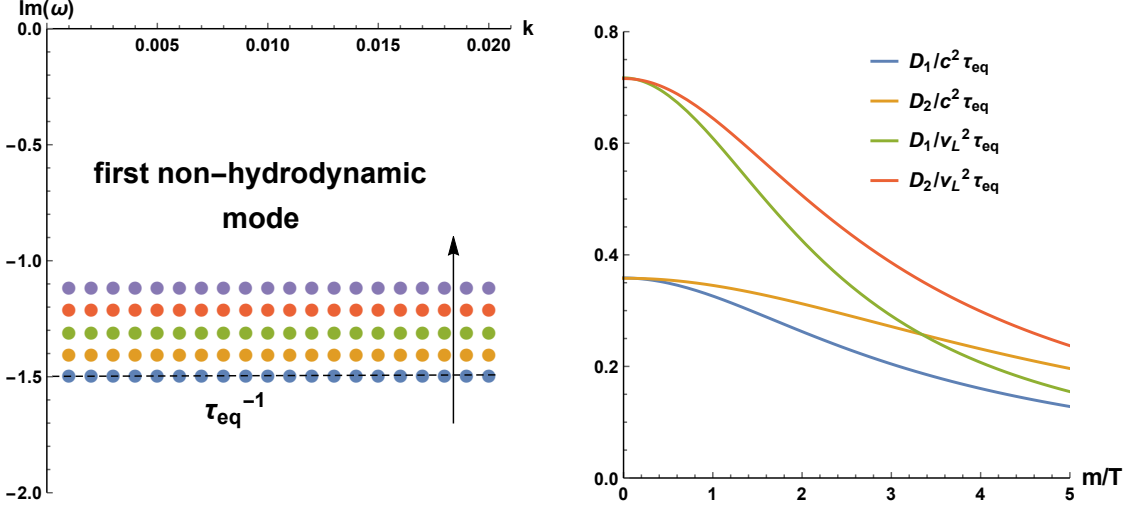 Im(ω)
0.0
0.005
0.010
0.015
0.020
k
−0.5
first non−hydrodynamic
mode
−1.0
−1.5
τeq⁻¹
−2.0
0.8
D₁/c² τeq
D₂/c² τeq
D₁/v_L² τeq
D₂/v_L² τeq
0.6
0.4
0.2
0.0
0
1
2
3
4
5
m/T